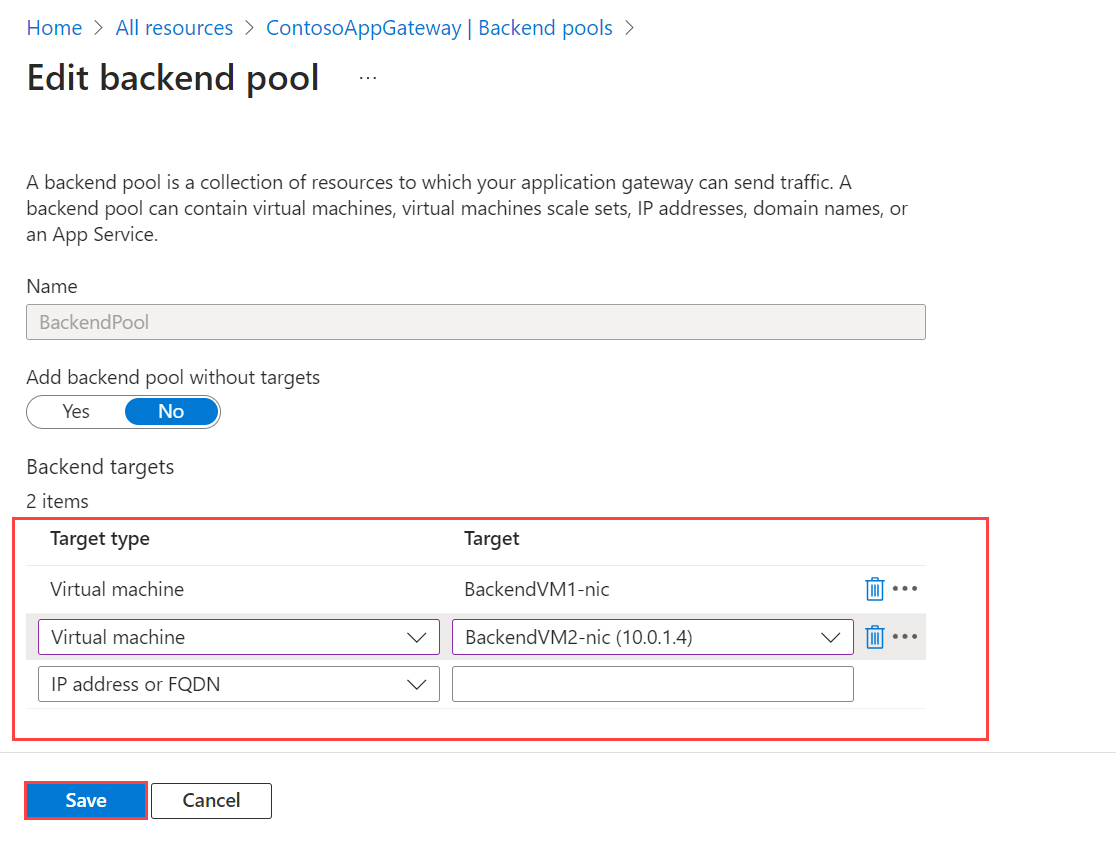 Home > All resources > ContosoAppGateway | Backend pools >
Edit backend pool ...
A backend pool is a collection of resources to which your application gateway can send traffic. A
backend pool can contain virtual machines, virtual machines scale sets, IP addresses, domain names, or
an App Service.
Name
BackendPool
Add backend pool without targets
Yes No
Backend targets
2 items
Target type Target
Virtual machine BackendVM1-nic
Virtual machine BackendVM2-nic (10.0.1.4)
IP address or FQDN
Save Cancel